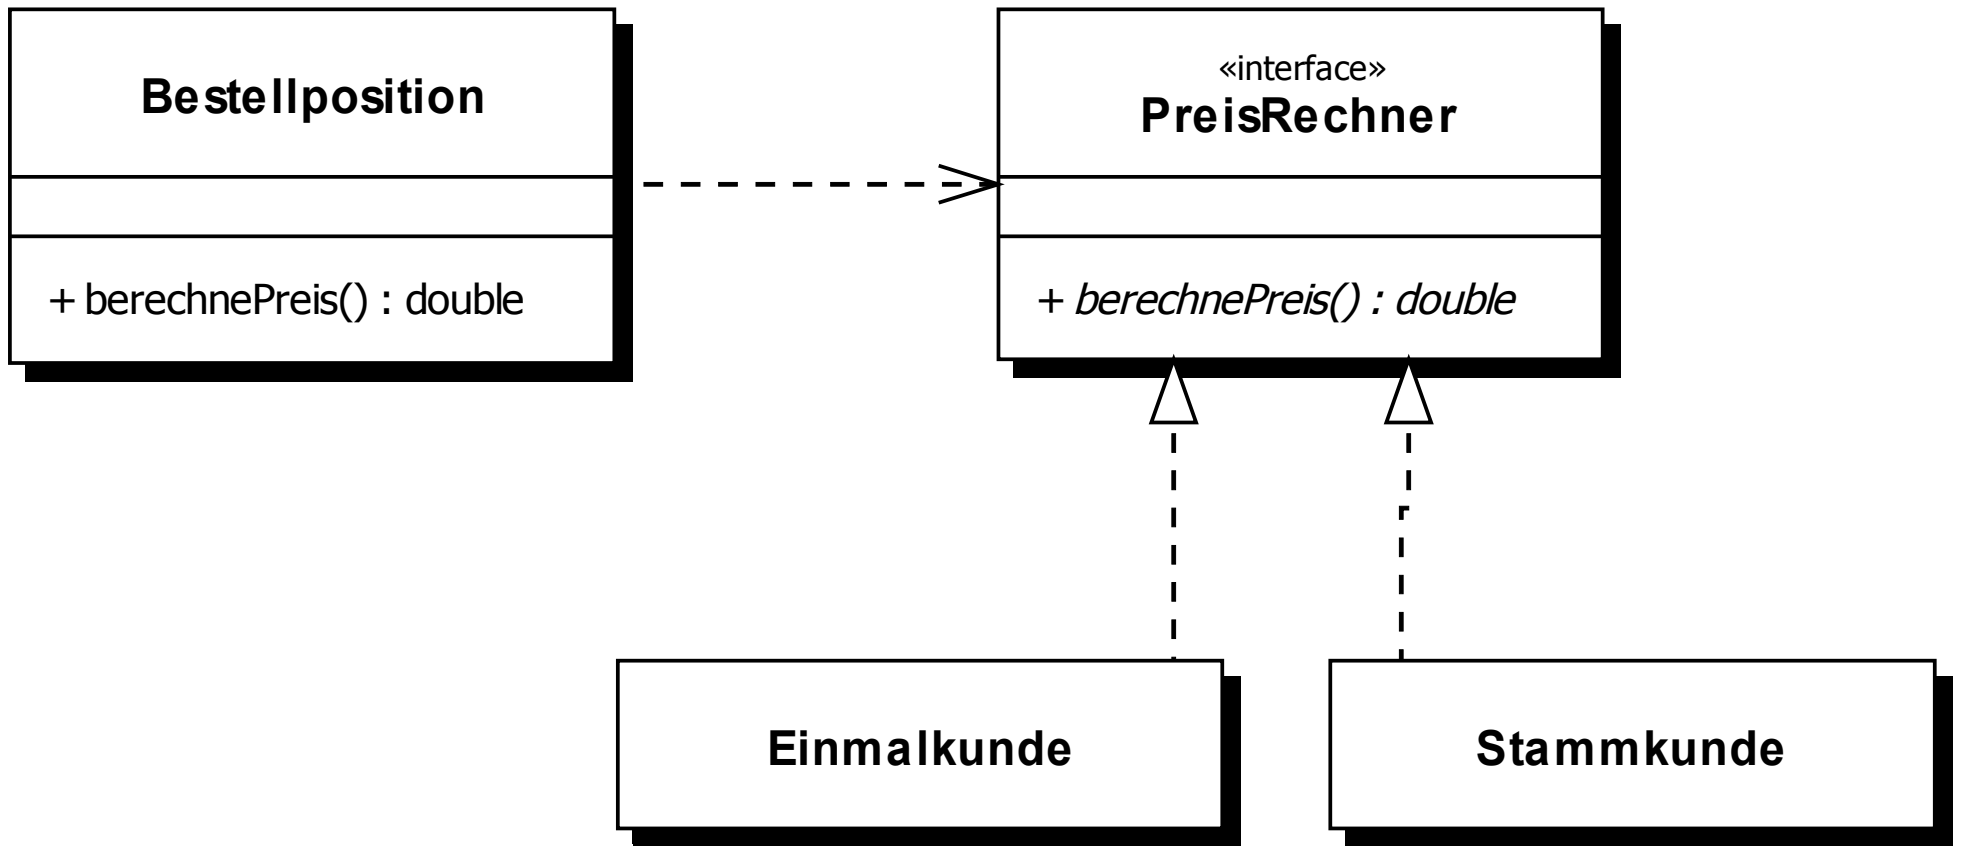 Bestellposition
+ berechnePreis() : double
«interface»
PreisRechner
+ berechnePreis() : double
Einmalkunde
Stammkunde